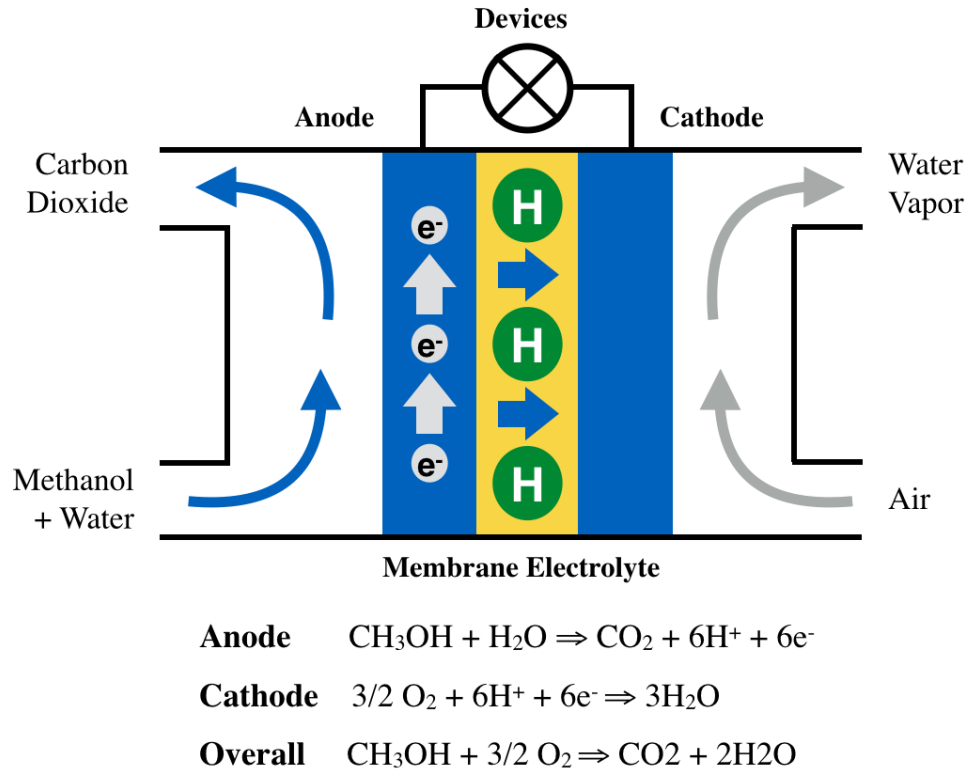 Devices
Anode
Cathode
Carbon
Dioxide
Water
Vapor
e-
H
e-
H
e-
H
Methanol
+ Water
Air
Membrane Electrolyte
Anode CH₃OH + H₂O ⇒ CO₂ + 6H⁺ + 6e⁻
Cathode 3/2 O₂ + 6H⁺ + 6e⁻ ⇒ 3H₂O
Overall CH₃OH + 3/2 O₂ ⇒ CO2 + 2H2O